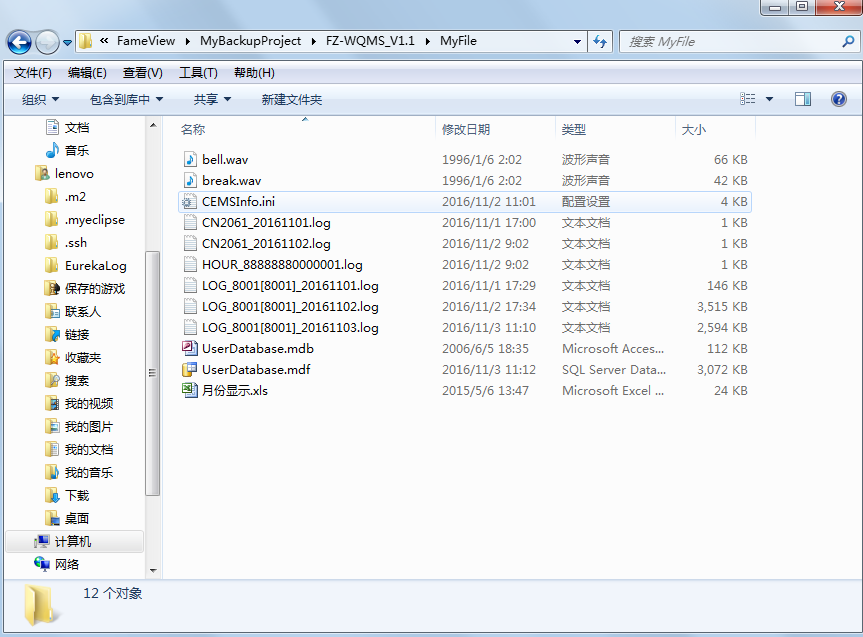 « FameView ▸ MyBackupProject ▸ FZ-WQMS_V1.1 ▸ MyFile
搜索 MyFile
文件(F) 编辑(E) 查看(V) 工具(T) 帮助(H)
组织 包含到库中 共享 新建文件夹
文档
音乐
lenovo
.m2
.myeclipse
.ssh
EurekaLog
保存的游戏
联系人
链接
收藏夹
搜索
我的视频
我的图片
我的文档
我的音乐
下载
桌面
计算机
网络
名称 修改日期 类型 大小
bell.wav 1996/1/6 2:02 波形声音 66 KB
break.wav 1996/1/6 2:02 波形声音 42 KB
CEMSInfo.ini 2016/11/2 11:01 配置设置 4 KB
CN2061_20161101.log 2016/11/1 17:00 文本文档 1 KB
CN2061_20161102.log 2016/11/2 9:02 文本文档 1 KB
HOUR_88888880000001.log 2016/11/2 9:02 文本文档 1 KB
LOG_8001[8001]_20161101.log 2016/11/1 17:29 文本文档 146 KB
LOG_8001[8001]_20161102.log 2016/11/2 17:34 文本文档 3,515 KB
LOG_8001[8001]_20161103.log 2016/11/3 11:10 文本文档 2,594 KB
UserDatabase.mdb 2006/6/5 18:35 Microsoft Acces... 112 KB
UserDatabase.mdf 2016/11/3 11:12 SQL Server Data... 3,072 KB
月份显示.xls 2015/5/6 13:47 Microsoft Excel ... 24 KB
12 个对象